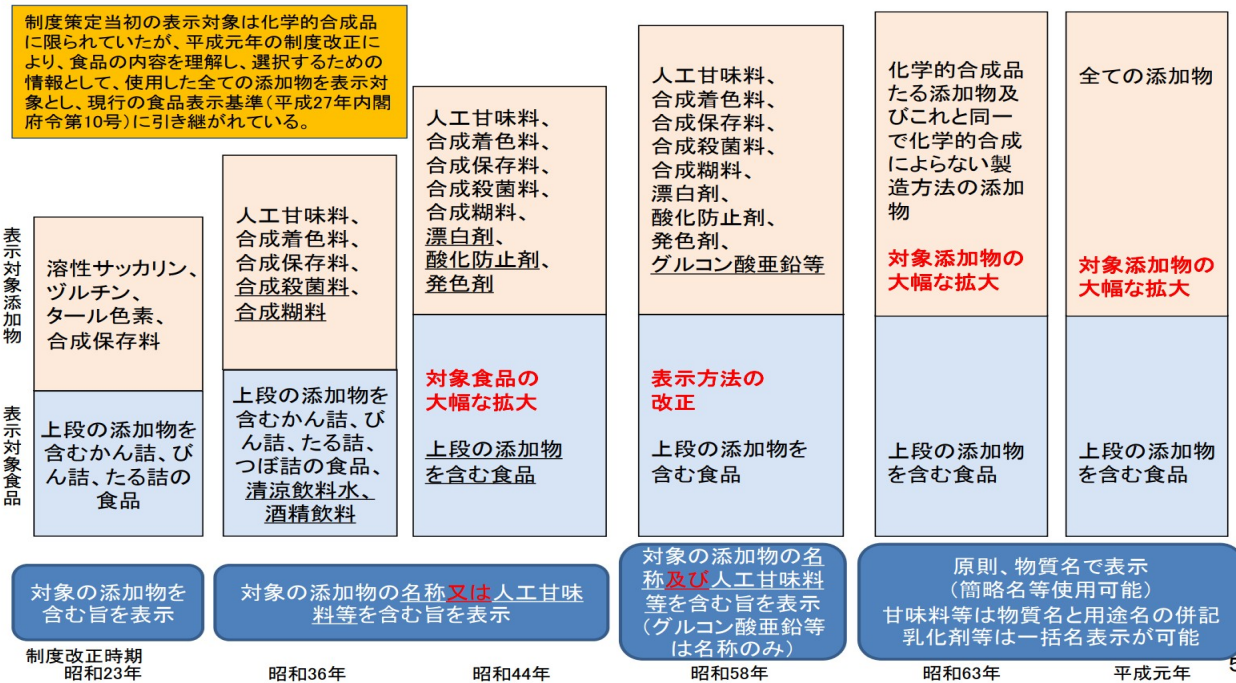 制度策定当初の表示対象は化学的合成品
に限られていたが、平成元年の制度改正に
より、食品の内容を理解し、選択するための
情報として、使用した全ての添加物を表示対
象とし、現行の食品表示基準(平成27年内閣
府令第10号)に引き継がれている。
表示対象添加物
溶性サッカリン、
ヅルチン、
タール色素、
合成保存料
人工甘味料、
合成着色料、
合成保存料、
合成殺菌料、
合成糊料
人工甘味料、
合成着色料、
合成保存料、
合成殺菌料、
合成糊料、
漂白剤、
酸化防止剤、
発色剤
人工甘味料、
合成着色料、
合成保存料、
合成殺菌料、
合成糊料、
漂白剤、
酸化防止剤、
発色剤、
グルコン酸亜鉛等
化学的合成品
たる添加物及
びこれと同一
で化学的合成
によらない製
造方法の添加
物
対象添加物の
大幅な拡大
全ての添加物
対象添加物の
大幅な拡大
表示対象食品
上段の添加物を
含むかん詰、び
ん詰、たる詰の
食品
上段の添加物を
含むかん詰、び
ん詰、たる詰、
つぼ詰の食品、
清涼飲料水、
酒精飲料
対象食品の
大幅な拡大
上段の添加物
を含む食品
表示方法の
改正
上段の添加物を
含む食品
上段の添加物
を含む食品
上段の添加物
を含む食品
対象の添加物を
含む旨を表示
対象の添加物の名称又は人工甘味
料等を含む旨を表示
対象の添加物の名
称及び人工甘味料
等を含む旨を表示
(グルコン酸亜鉛等
は名称のみ)
原則、物質名で表示
(簡略名等使用可能)
甘味料等は物質名と用途名の併記
乳化剤等は一括名表示が可能
制度改正時期
昭和23年
昭和36年
昭和44年
昭和58年
昭和63年
平成元年
5